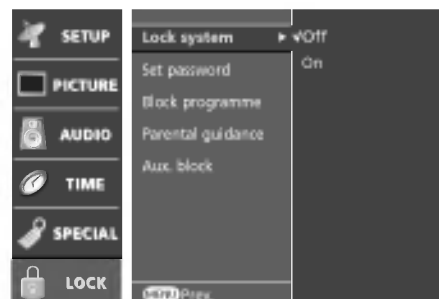 SETUP
PICTURE
AUDIO
TIME
SPECIAL
LOCK
Lock system
Set password
Block programme
Parental guidance
Aux. block
MENU Prev.
Off
On